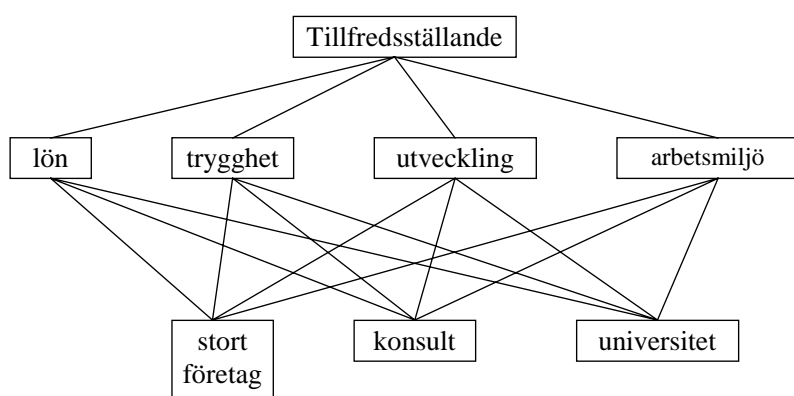 Tillfredsställande
lön
trygghet
utveckling
arbetsmiljö
stort
företag
konsult
universitet